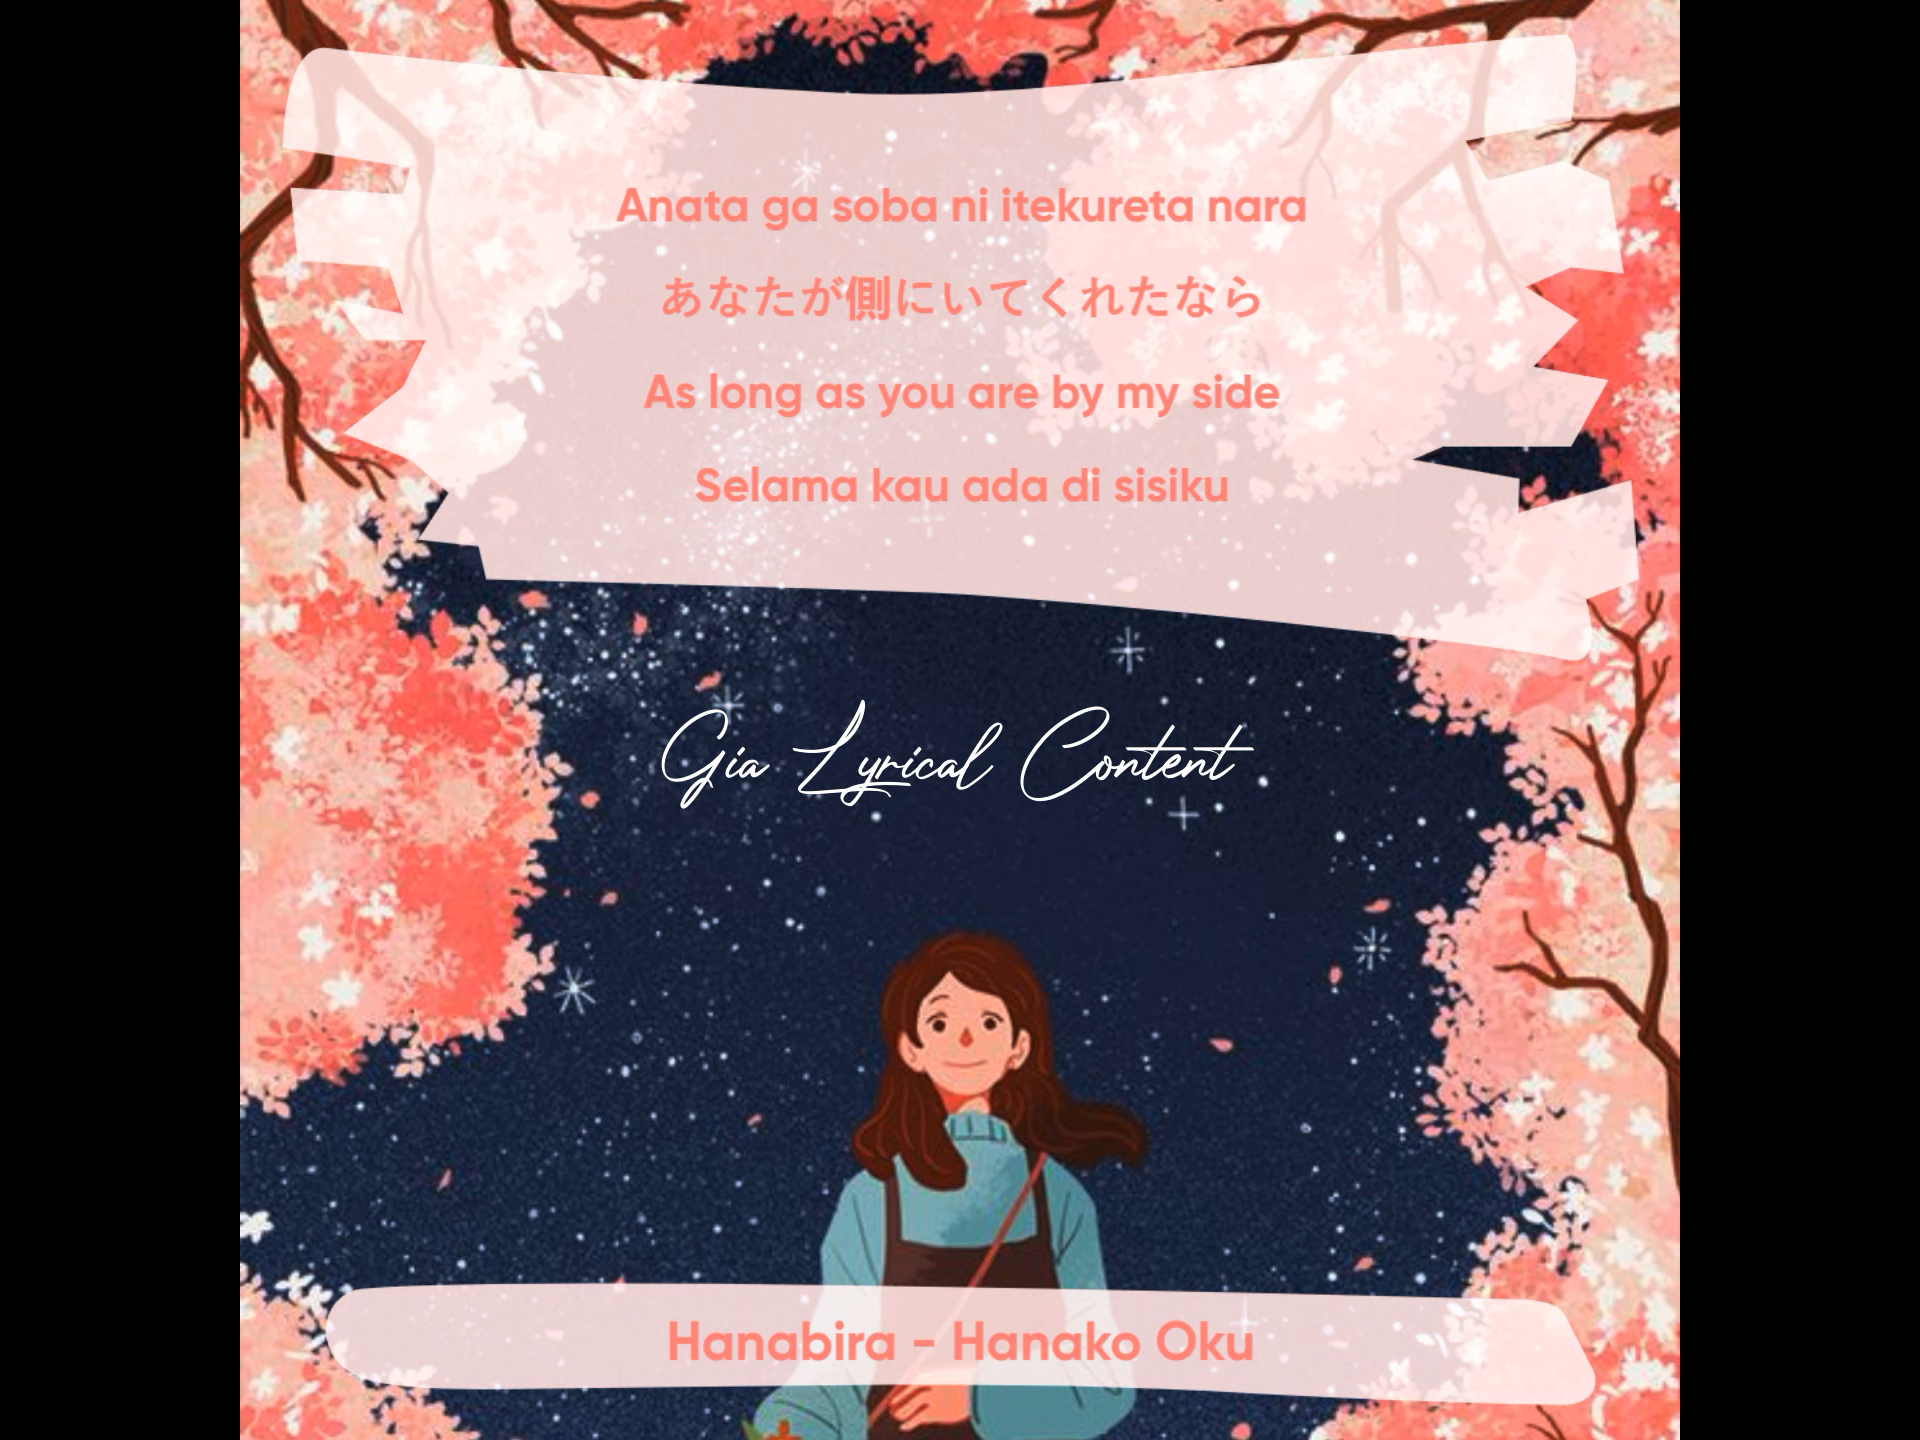 Anata ga soba ni itekureta nara
あなたが側にいてくれたなら
As long as you are by my side
Selama kau ada di sisiku
Gia Lyrical Content
Hanabira - Hanako Oku